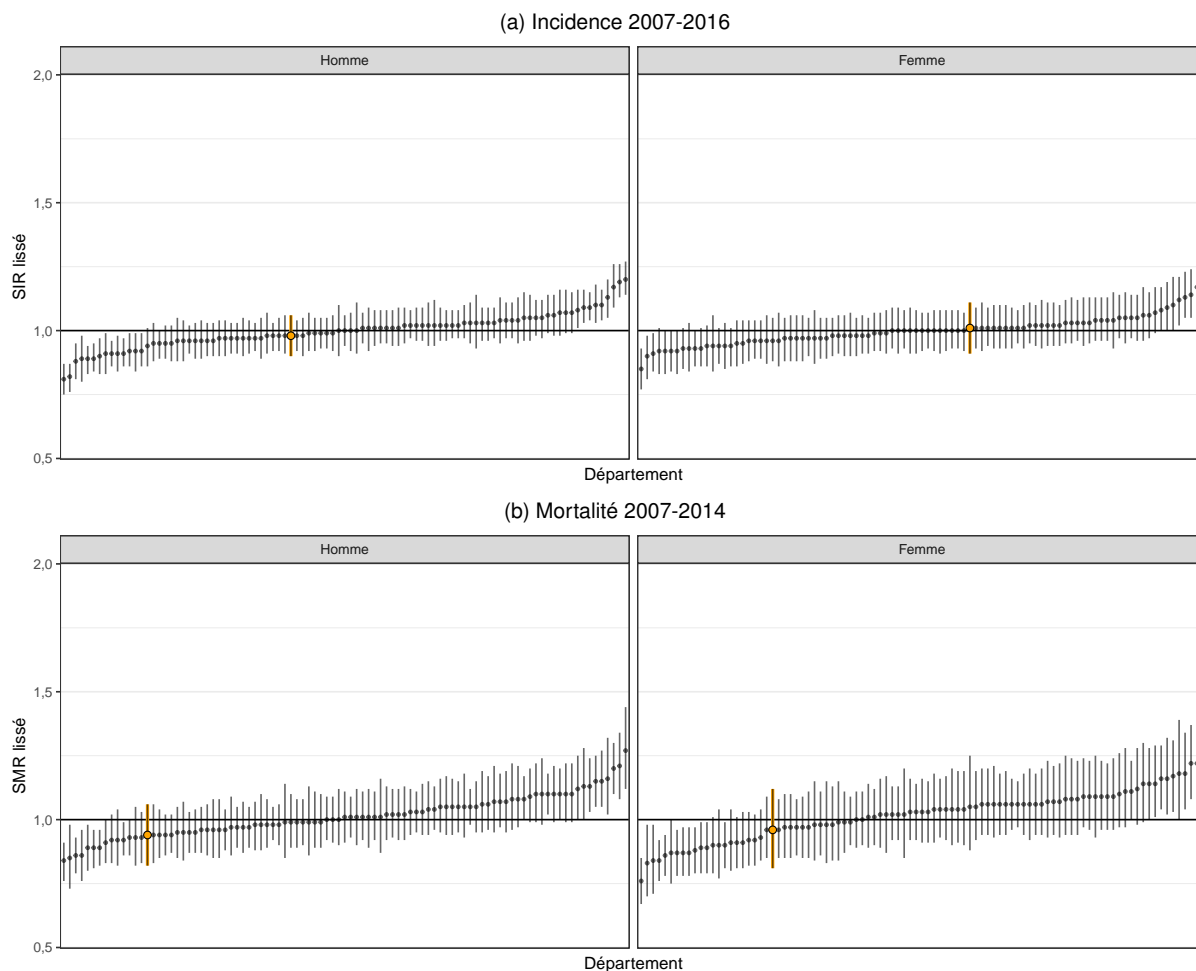 (a) Incidence 2007-2016
Homme
Femme
2,0
1,5
1,0
0,5
SIR lissé
Département
(b) Mortalité 2007-2014
Homme
Femme
2,0
1,5
1,0
0,5
SMR lissé
Département